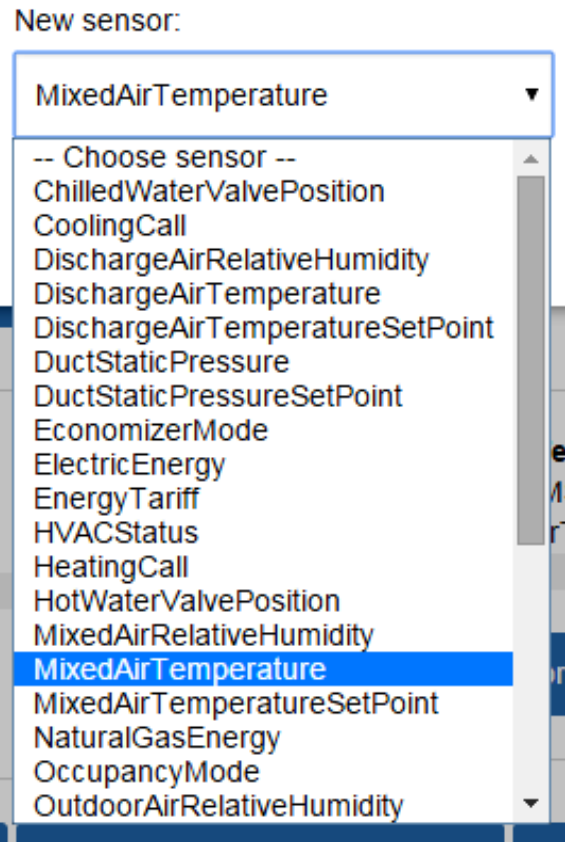 New sensor:
MixedAirTemperature
-- Choose sensor --
ChilledWaterValvePosition
CoolingCall
DischargeAirRelativeHumidity
DischargeAirTemperature
DischargeAirTemperatureSetPoint
DuctStaticPressure
DuctStaticPressureSetPoint
EconomizerMode
ElectricEnergy
EnergyTariff
HVACStatus
HeatingCall
HotWaterValvePosition
MixedAirRelativeHumidity
MixedAirTemperature
MixedAirTemperatureSetPoint
NaturalGasEnergy
OccupancyMode
OutdoorAirRelativeHumidity